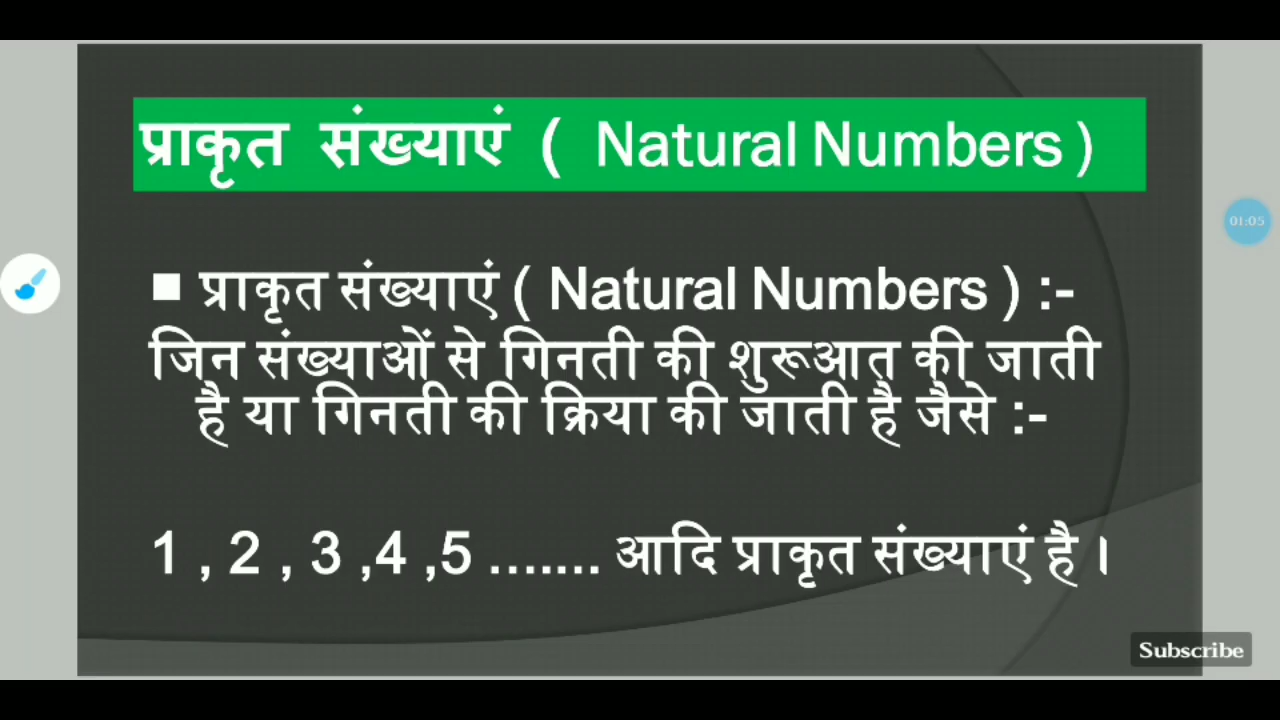 प्राकृत संख्याएं ( Natural Numbers )
01:05
■ प्राकृत संख्याएं ( Natural Numbers ) :-
जिन संख्याओं से गिनती की शुरूआत की जाती
है या गिनती की क्रिया की जाती है जैसे :-
1 , 2 , 3 ,4 ,5 ....... आदि प्राकृत संख्याएं है ।
Subscribe